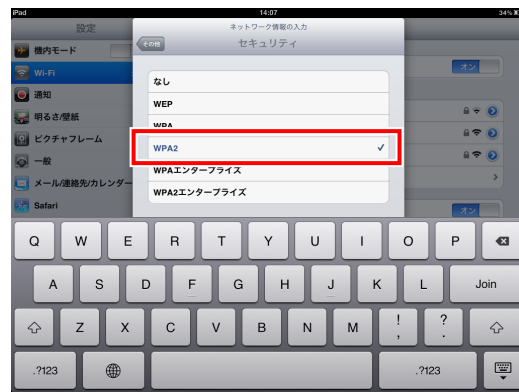 iPad
14:07
34%
設定
ネットワーク情報の入力
その他
セキュリティ
機内モード
Wi-Fi
オン
通知
明るさ/壁紙
ピクチャフレーム
一般
メール/連絡先/カレンダー
Safari
オン
なし
WEP
WPA
WPA2
WPAエンタープライズ
WPA2エンタープライズ
Q W E R T Y U I O P
A S D F G H J K L Join
Z X C V B N M ! , ? .
.?123 .?123